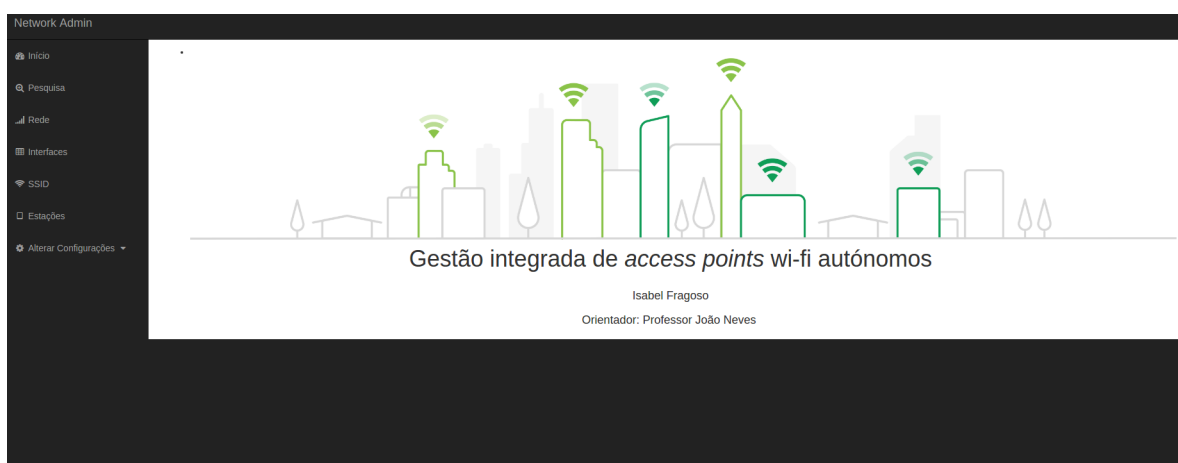 Network Admin
Início
Pesquisa
Rede
Interfaces
SSID
Estações
Alterar Configurações
Gestão integrada de access points wi-fi autónomos
Isabel Fragoso
Orientador: Professor João Neves